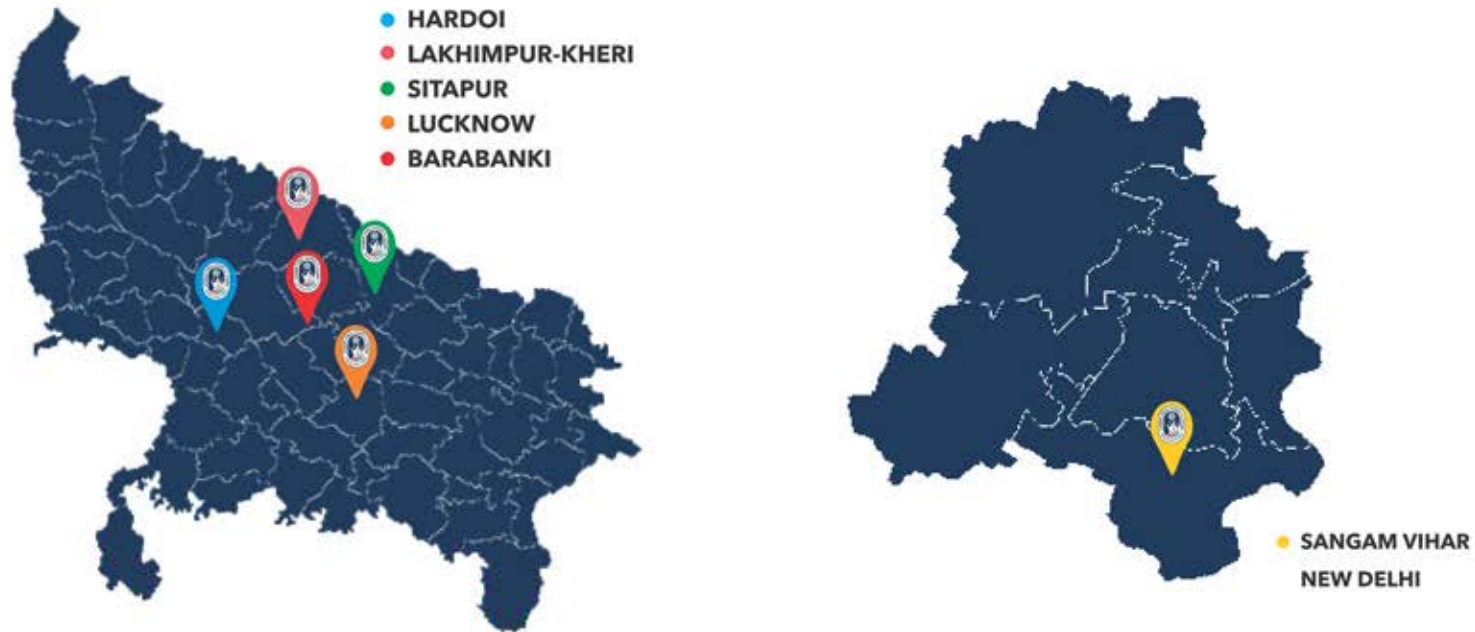 HARDOI
LAKHIMPUR-KHERI
SITAPUR
LUCKNOW
BARABANKI
SANGAM VIHAR
NEW DELHI